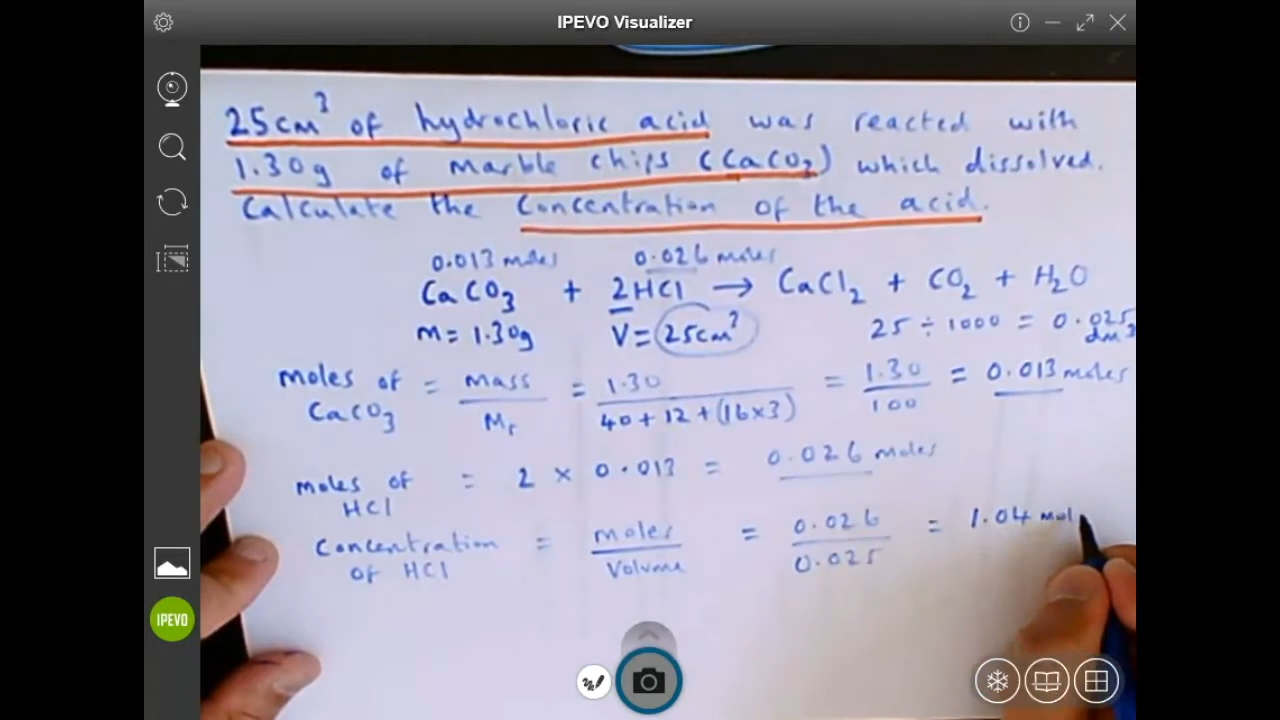 IPEVO Visualizer
25cm³ of hydrochloric acid was reacted with
1.30g of marble chips (CaCO₃) which dissolved.
Calculate the concentration of the acid.
0.013 moles 0.026 moles
CaCO₃ + 2HCl → CaCl₂ + CO₂ + H₂O
m = 1.30g V = 25cm³ 25 ÷ 1000 = 0.025 dm³
moles of CaCO₃ = mass / Mr = 1.30 / 40 + 12 + (16×3) = 1.30 / 100 = 0.013 moles
moles of HCl = 2 × 0.013 = 0.026 moles
Concentration of HCl = moles / Volume = 0.026 / 0.025 = 1.04 mol
IPEVO